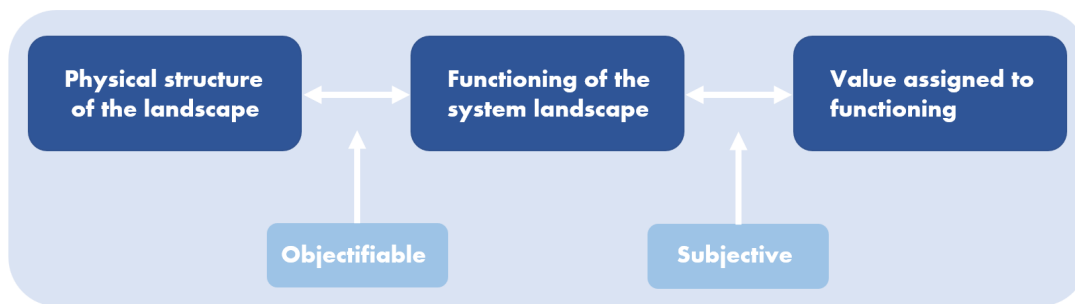 Physical structure
of the landscape
Functioning of the
system landscape
Value assigned to
functioning
Objectifiable
Subjective